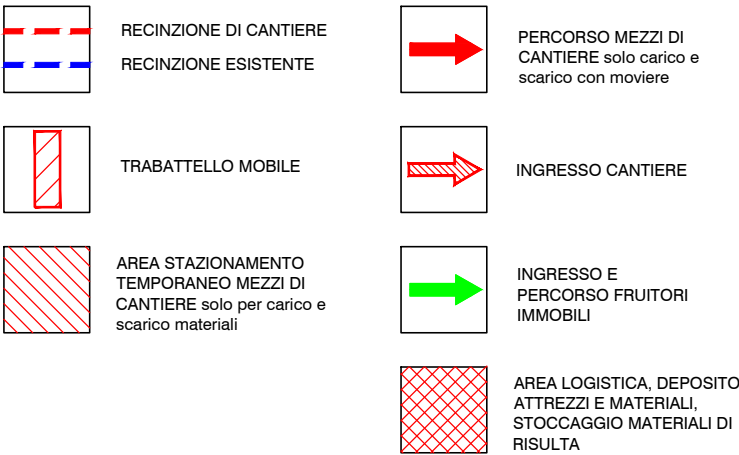 RECINZIONE DI CANTIERE
RECINZIONE ESISTENTE
TRABATTELLO MOBILE
AREA STAZIONAMENTO
TEMPORANEO MEZZI DI
CANTIERE solo per carico e
scarico materiali
PERCORSO MEZZI DI
CANTIERE solo carico e
scarico con moviere
INGRESSO CANTIERE
INGRESSO E
PERCORSO FRUITORI
IMMOBILI
AREA LOGISTICA, DEPOSITO
ATTREZZI E MATERIALI,
STOCCAGGIO MATERIALI DI
RISULTA